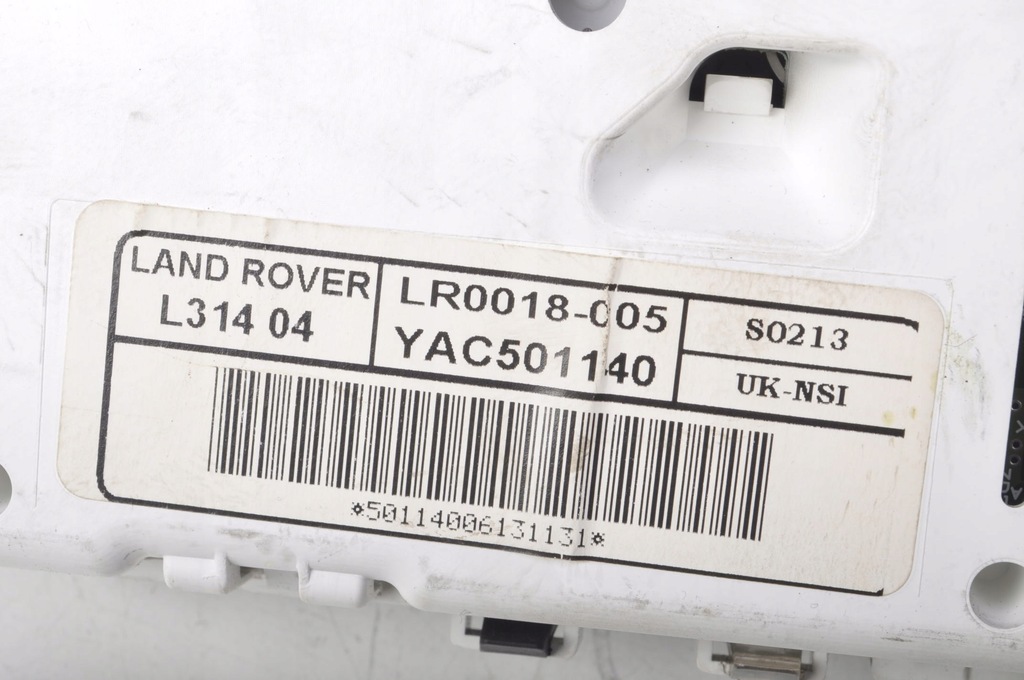 LAND ROVER
L314 04
LR0018-005
YAC501140
S0213
UK-NSI
*50114006131131*